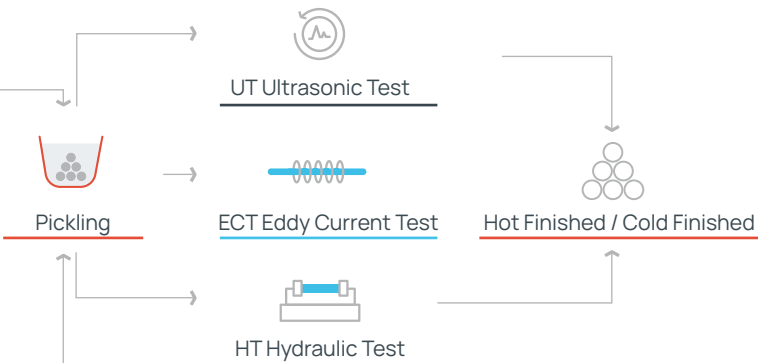 UT Ultrasonic Test
Pickling
ECT Eddy Current Test
Hot Finished / Cold Finished
HT Hydraulic Test